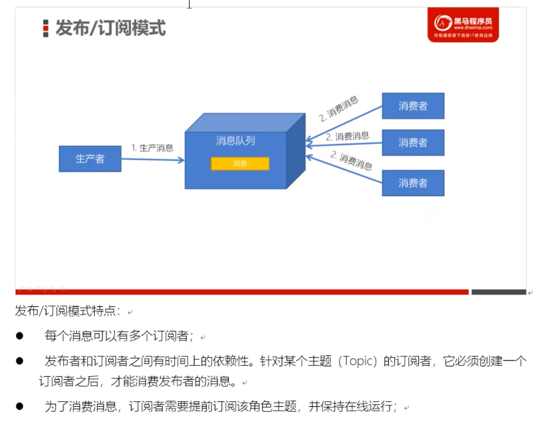 发布/订阅模式
黑马程序员
www.itheima.com
消费者
2. 消费消息
消息队列
消费者
2. 消费消息
1. 生产消息
生产者
消息
2. 消费消息
消费者
发布/订阅模式特点：
● 每个消息可以有多个订阅者；
● 发布者和订阅者之间有时间上的依赖性。针对某个主题（Topic）的订阅者，它必须创建一个
订阅者之后，才能消费发布者的消息。
● 为了消费消息，订阅者需要提前订阅该角色主题，并保持在线运行；